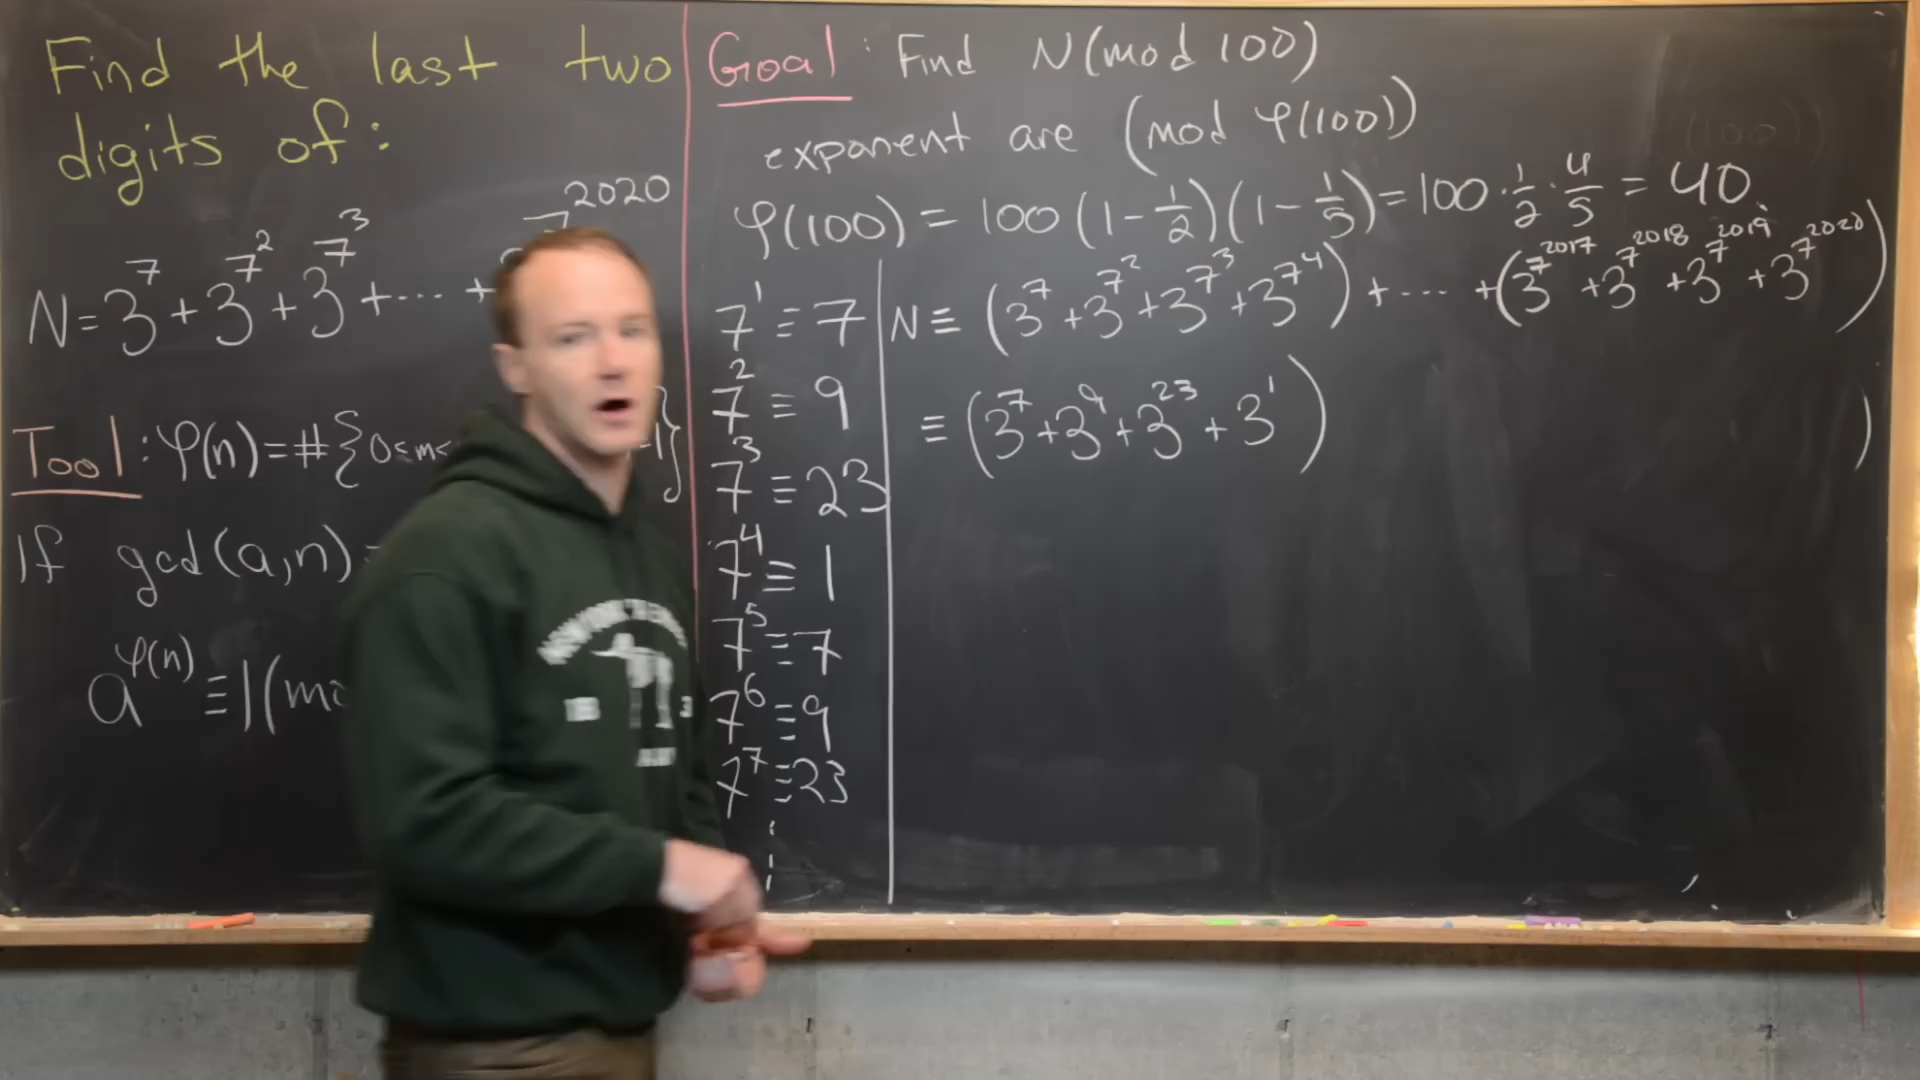 Find the last two
digits of:
N = 3^7 + 3^7^2 + 3^7^3 + ... + 7^2020
Tool: φ(n) = #{0≤m<
If gcd(a,n) =
a^φ(n) ≡ 1(mo
Goal: Find N(mod 100)
exponent are (mod φ(100))
φ(100) = 100(1-1/2)(1-1/5) = 100·1/2·4/5 = 40
7^1 ≡ 7
7^2 ≡ 9
7^3 ≡ 23
7^4 ≡ 1
7^5 ≡ 7
7^6 ≡ 9
7^7 ≡ 23
⋮
N ≡ (3^7 + 3^7^2 + 3^7^3 + 3^7^4) + ... + (3^7^2017 + 3^7^2018 + 3^7^2019 + 3^7^2020)
≡ (3^7 + 3^9 + 3^23 + 3^1) )